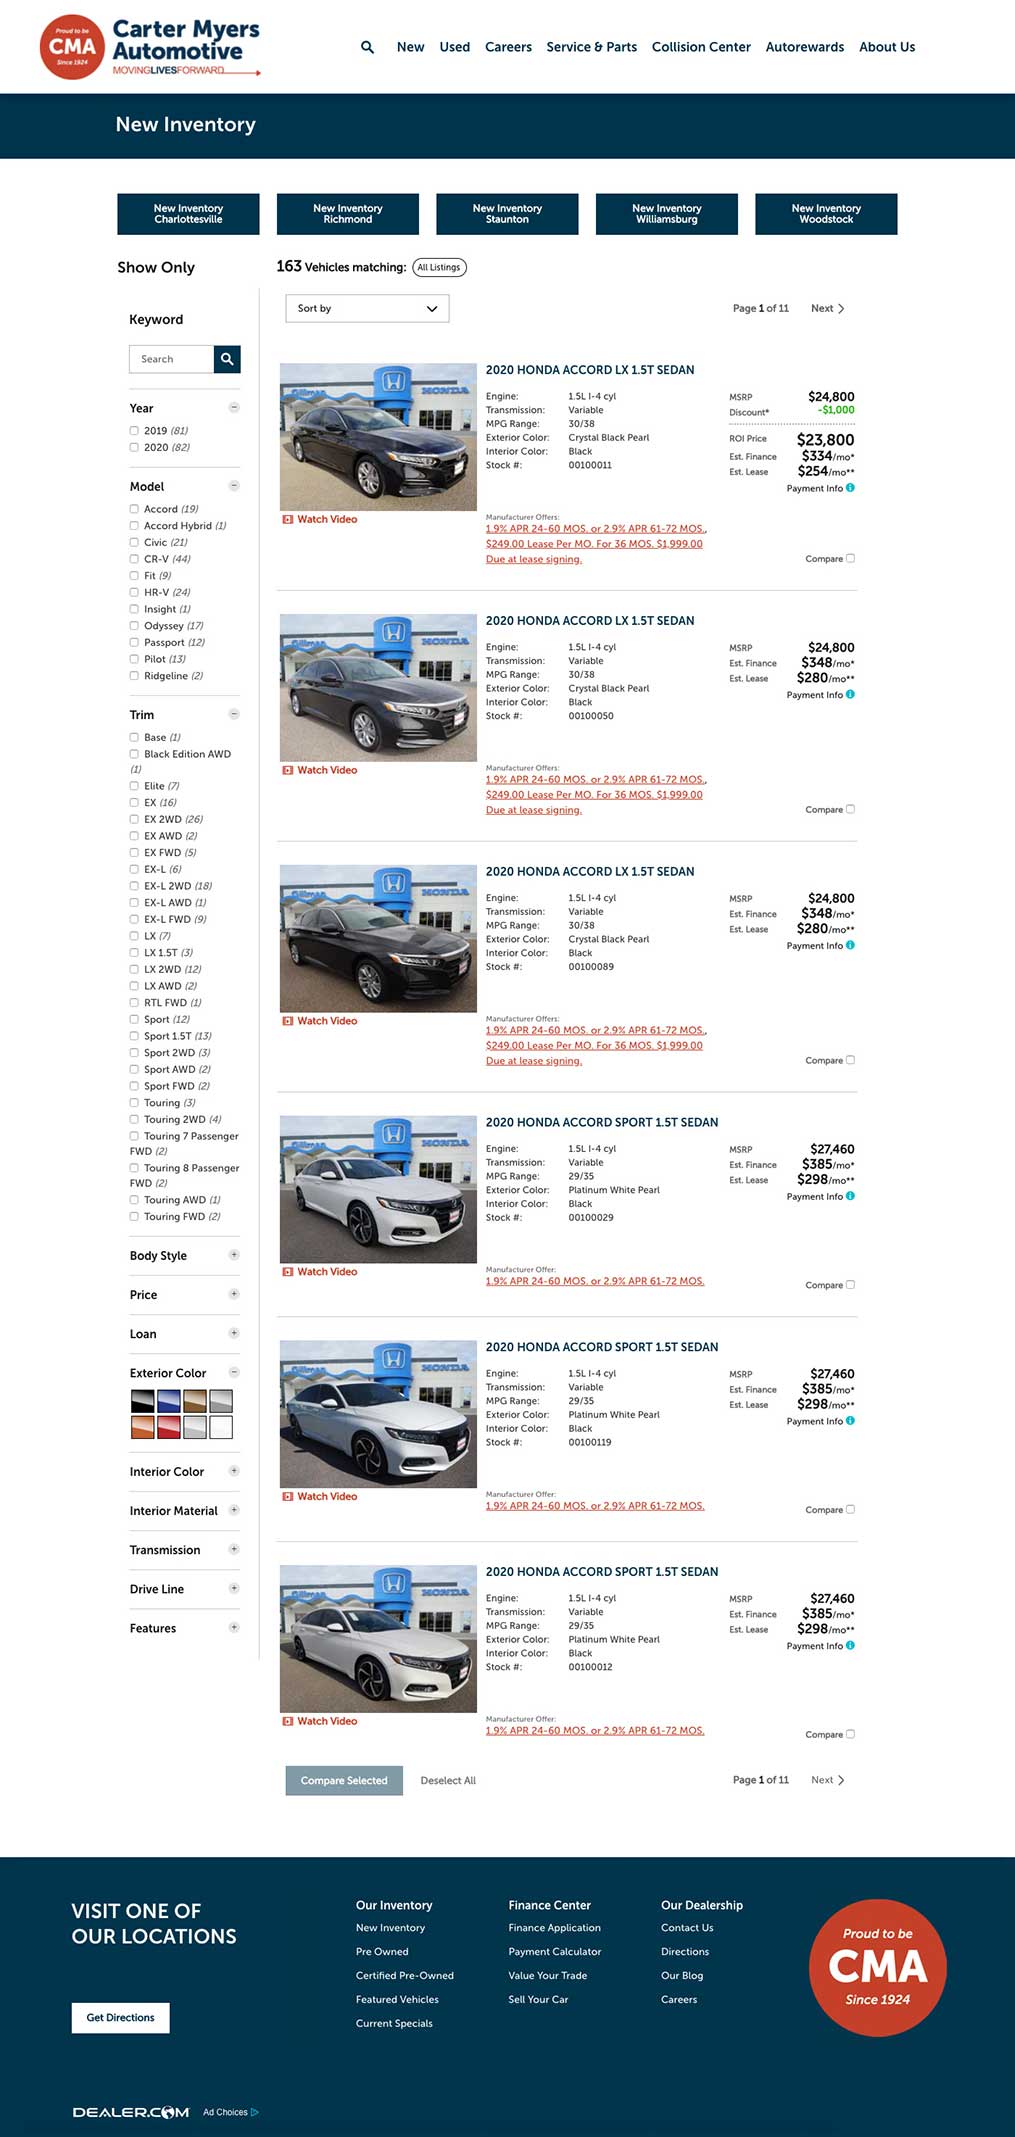 Proud to be
CMA
Since 1924
Carter Myers
Automotive
MOVINGLIVESFORWARD
New
Used
Careers
Service & Parts
Collision Center
Autorewards
About Us
New Inventory
New Inventory
Charlottesville
New Inventory
Richmond
New Inventory
Staunton
New Inventory
Williamsburg
New Inventory
Woodstock
Show Only
Keyword
Search
Year
2019 (81)
2020 (82)
Model
Accord (19)
Accord Hybrid (1)
Civic (21)
CR-V (44)
Fit (9)
HR-V (24)
Insight (1)
Odyssey (17)
Passport (12)
Pilot (13)
Ridgeline (2)
Trim
Base (1)
Black Edition AWD
(1)
Elite (7)
EX (16)
EX 2WD (26)
EX AWD (2)
EX FWD (5)
EX-L (6)
EX-L 2WD (18)
EX-L AWD (1)
EX-L FWD (9)
LX (7)
LX 1.5T (3)
LX 2WD (12)
LX AWD (2)
RTL FWD (1)
Sport (12)
Sport 1.5T (13)
Sport 2WD (3)
Sport AWD (2)
Sport FWD (2)
Touring (3)
Touring 2WD (4)
Touring 7 Passenger
FWD (2)
Touring 8 Passenger
FWD (2)
Touring AWD (1)
Touring FWD (2)
Body Style
Price
Loan
Exterior Color
Interior Color
Interior Material
Transmission
Drive Line
Features
163 Vehicles matching: All Listings
Sort by
Page 1 of 11 Next
2020 HONDA ACCORD LX 1.5T SEDAN
Gillman HONDA
Engine: 1.5L I-4 cyl
Transmission: Variable
MPG Range: 30/38
Exterior Color: Crystal Black Pearl
Interior Color: Black
Stock #: 00100011
MSRP $24,800
Discount* -$1,000
ROI Price $23,800
Est. Finance $334/mo*
Est. Lease $254/mo**
Payment Info
Watch Video
Manufacturer Offers:
1.9% APR 24-60 MOS. or 2.9% APR 61-72 MOS.,
$249.00 Lease Per MO. For 36 MOS. $1,999.00
Due at lease signing.
Compare
2020 HONDA ACCORD LX 1.5T SEDAN
Gillman HONDA
Engine: 1.5L I-4 cyl
Transmission: Variable
MPG Range: 30/38
Exterior Color: Crystal Black Pearl
Interior Color: Black
Stock #: 00100050
MSRP $24,800
Est. Finance $348/mo*
Est. Lease $280/mo**
Payment Info
Watch Video
Manufacturer Offers:
1.9% APR 24-60 MOS. or 2.9% APR 61-72 MOS.,
$249.00 Lease Per MO. For 36 MOS. $1,999.00
Due at lease signing.
Compare
2020 HONDA ACCORD LX 1.5T SEDAN
Gillman HONDA
Engine: 1.5L I-4 cyl
Transmission: Variable
MPG Range: 30/38
Exterior Color: Crystal Black Pearl
Interior Color: Black
Stock #: 00100089
MSRP $24,800
Est. Finance $348/mo*
Est. Lease $280/mo**
Payment Info
Watch Video
Manufacturer Offers:
1.9% APR 24-60 MOS. or 2.9% APR 61-72 MOS.,
$249.00 Lease Per MO. For 36 MOS. $1,999.00
Due at lease signing.
Compare
2020 HONDA ACCORD SPORT 1.5T SEDAN
Gillman HONDA
Engine: 1.5L I-4 cyl
Transmission: Variable
MPG Range: 29/35
Exterior Color: Platinum White Pearl
Interior Color: Black
Stock #: 00100029
MSRP $27,460
Est. Finance $385/mo*
Est. Lease $298/mo**
Payment Info
Watch Video
Manufacturer Offer:
1.9% APR 24-60 MOS. or 2.9% APR 61-72 MOS.
Compare
2020 HONDA ACCORD SPORT 1.5T SEDAN
Gillman HONDA
Engine: 1.5L I-4 cyl
Transmission: Variable
MPG Range: 29/35
Exterior Color: Platinum White Pearl
Interior Color: Black
Stock #: 00100119
MSRP $27,460
Est. Finance $385/mo*
Est. Lease $298/mo**
Payment Info
Watch Video
Manufacturer Offer:
1.9% APR 24-60 MOS. or 2.9% APR 61-72 MOS.
Compare
2020 HONDA ACCORD SPORT 1.5T SEDAN
Gillman HONDA
Engine: 1.5L I-4 cyl
Transmission: Variable
MPG Range: 29/35
Exterior Color: Platinum White Pearl
Interior Color: Black
Stock #: 00100012
MSRP $27,460
Est. Finance $385/mo*
Est. Lease $298/mo**
Payment Info
Watch Video
Manufacturer Offer:
1.9% APR 24-60 MOS. or 2.9% APR 61-72 MOS.
Compare
Compare Selected
Deselect All
Page 1 of 11 Next
VISIT ONE OF
OUR LOCATIONS
Get Directions
Our Inventory
New Inventory
Pre Owned
Certified Pre-Owned
Featured Vehicles
Current Specials
Finance Center
Finance Application
Payment Calculator
Value Your Trade
Sell Your Car
Our Dealership
Contact Us
Directions
Our Blog
Careers
Proud to be
CMA
Since 1924
DEALER.COM
Ad Choices